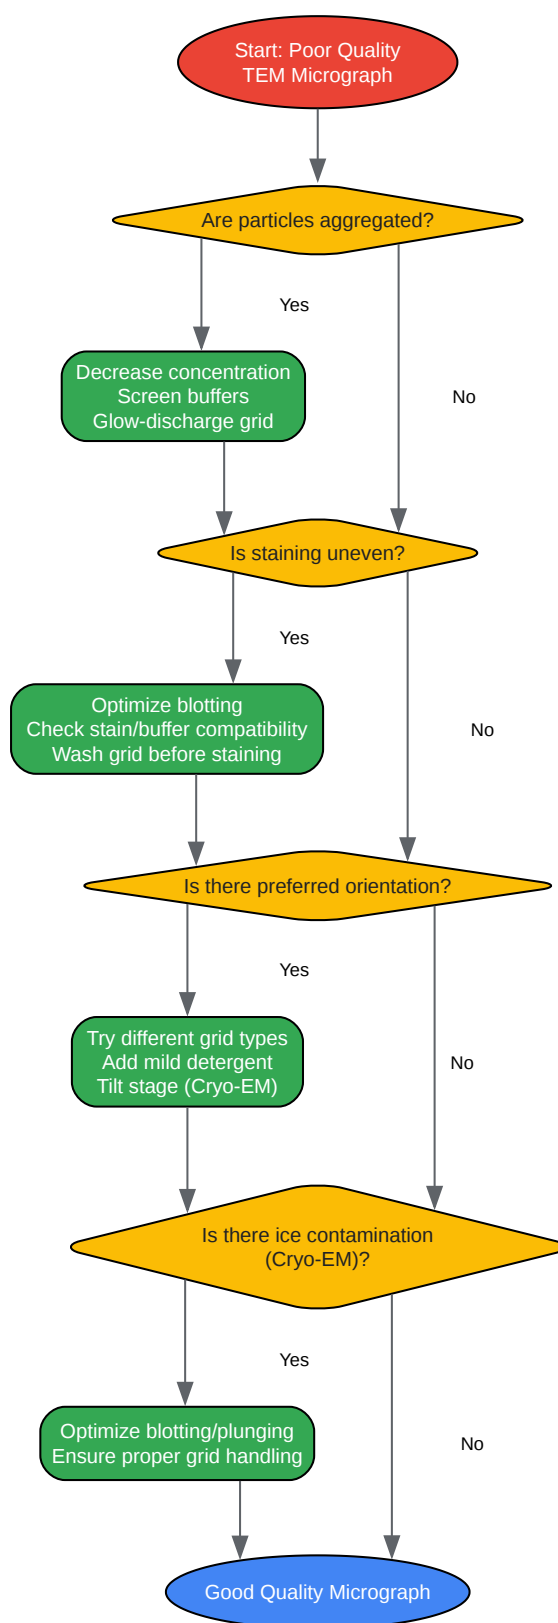 Start: Poor Quality
TEM Micrograph
Are particles aggregated?
Yes
Decrease concentration
Screen buffers
Glow-discharge grid
No
Is staining uneven?
Yes
Optimize blotting
Check stain/buffer compatibility
Wash grid before staining
No
Is there preferred orientation?
Yes
Try different grid types
Add mild detergent
Tilt stage (Cryo-EM)
No
Is there ice contamination
(Cryo-EM)?
Yes
Optimize blotting/plunging
Ensure proper grid handling
No
Good Quality Micrograph